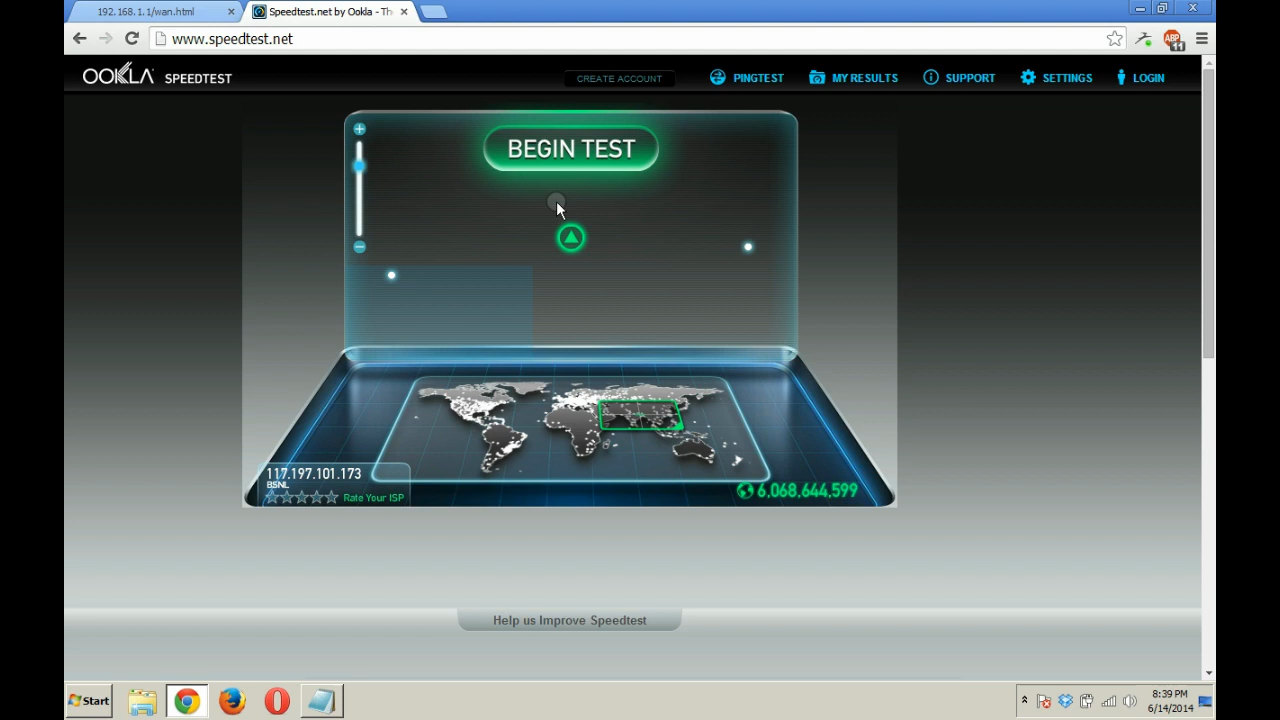 192.168.1.1/wan.html
Speedtest.net by Ookla - Th
www.speedtest.net
ABP
11
OOKLA SPEEDTEST
CREATE ACCOUNT
PINGTEST
MY RESULTS
SUPPORT
SETTINGS
LOGIN
BEGIN TEST
117.197.101.173
BSNL
Rate Your ISP
6,068,644,599
Help us Improve Speedtest
Start
8:39 PM
6/14/2014